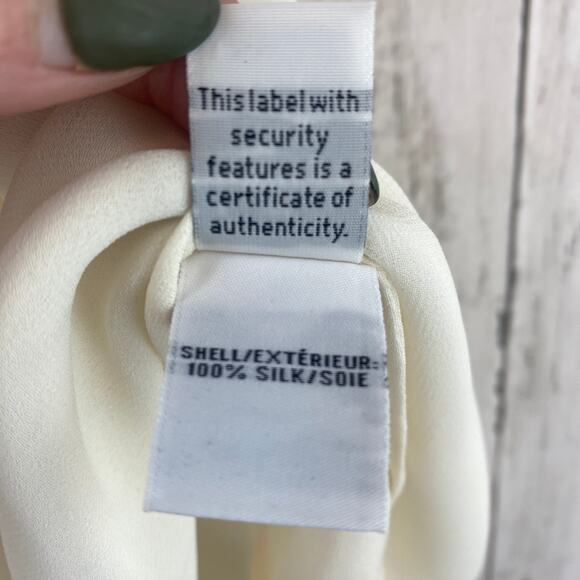 This label with
security
features is a
certificate of
authenticity.
SHELL/EXTÉRIEUR:
100% SILK/SOIE